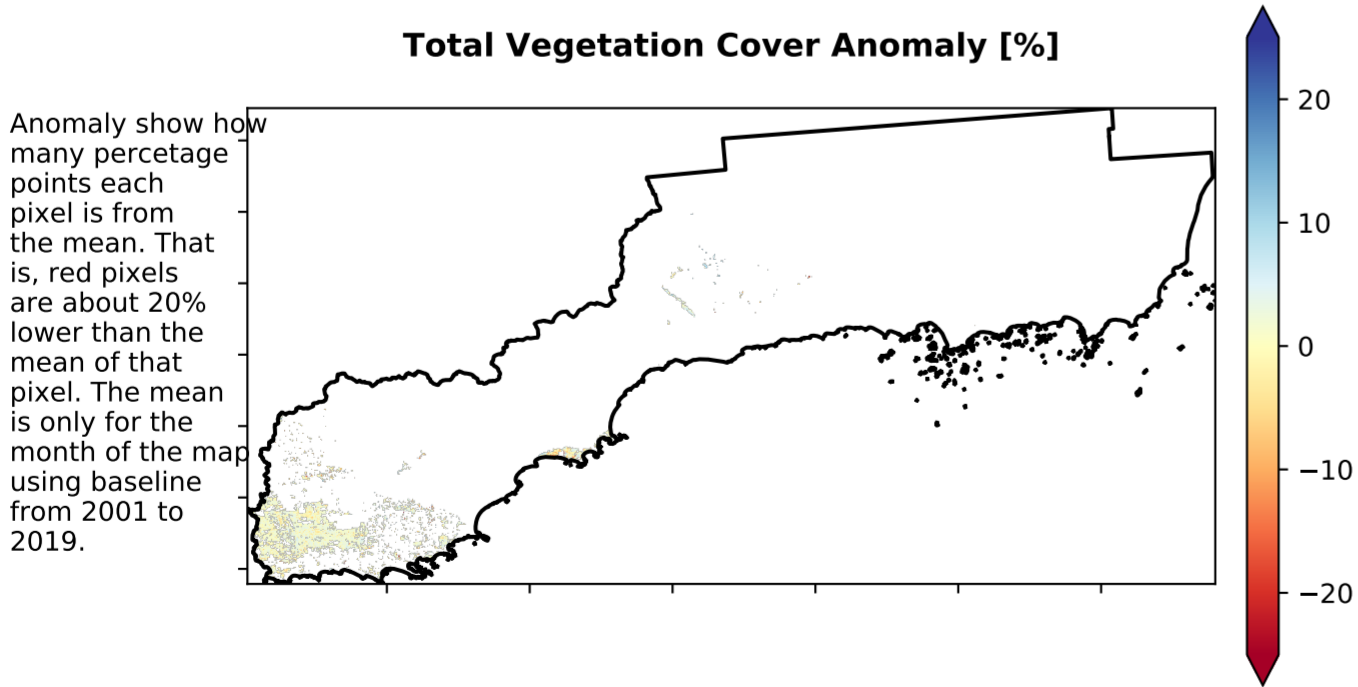 Total Vegetation Cover Anomaly [%]
Anomaly show how
many percetage
points each
pixel is from
the mean. That
is, red pixels
are about 20%
lower than the
mean of that
pixel. The mean
is only for the
month of the map
using baseline
from 2001 to
2019.
20
10
0
−10
−20